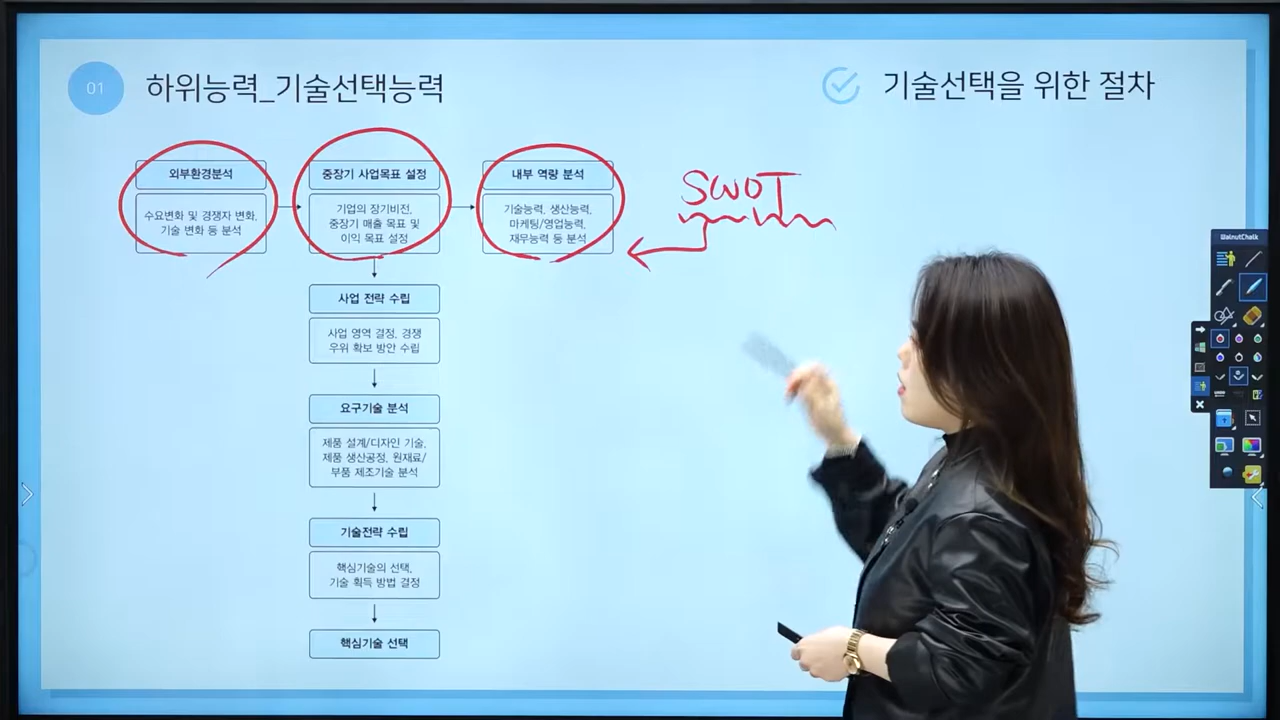 01
하위능력_기술선택능력
기술선택을 위한 절차
외부환경분석
수요변화 및 경쟁자 변화,
기술 변화 등 분석
중장기 사업목표 설정
기업의 장기비전,
중장기 매출 목표 및
이익 목표 설정
내부 역량 분석
기술능력, 생산능력,
마케팅/영업능력,
재무능력 등 분석
SWOT
사업 전략 수립
사업 영역 결정, 경쟁
우위 확보 방안 수립
요구기술 분석
제품 설계/디자인 기술,
제품 생산공정, 원재료/
부품 제조기술 분석
기술전략 수립
핵심기술의 선택,
기술 획득 방법 결정
핵심기술 선택
WalnutChalk